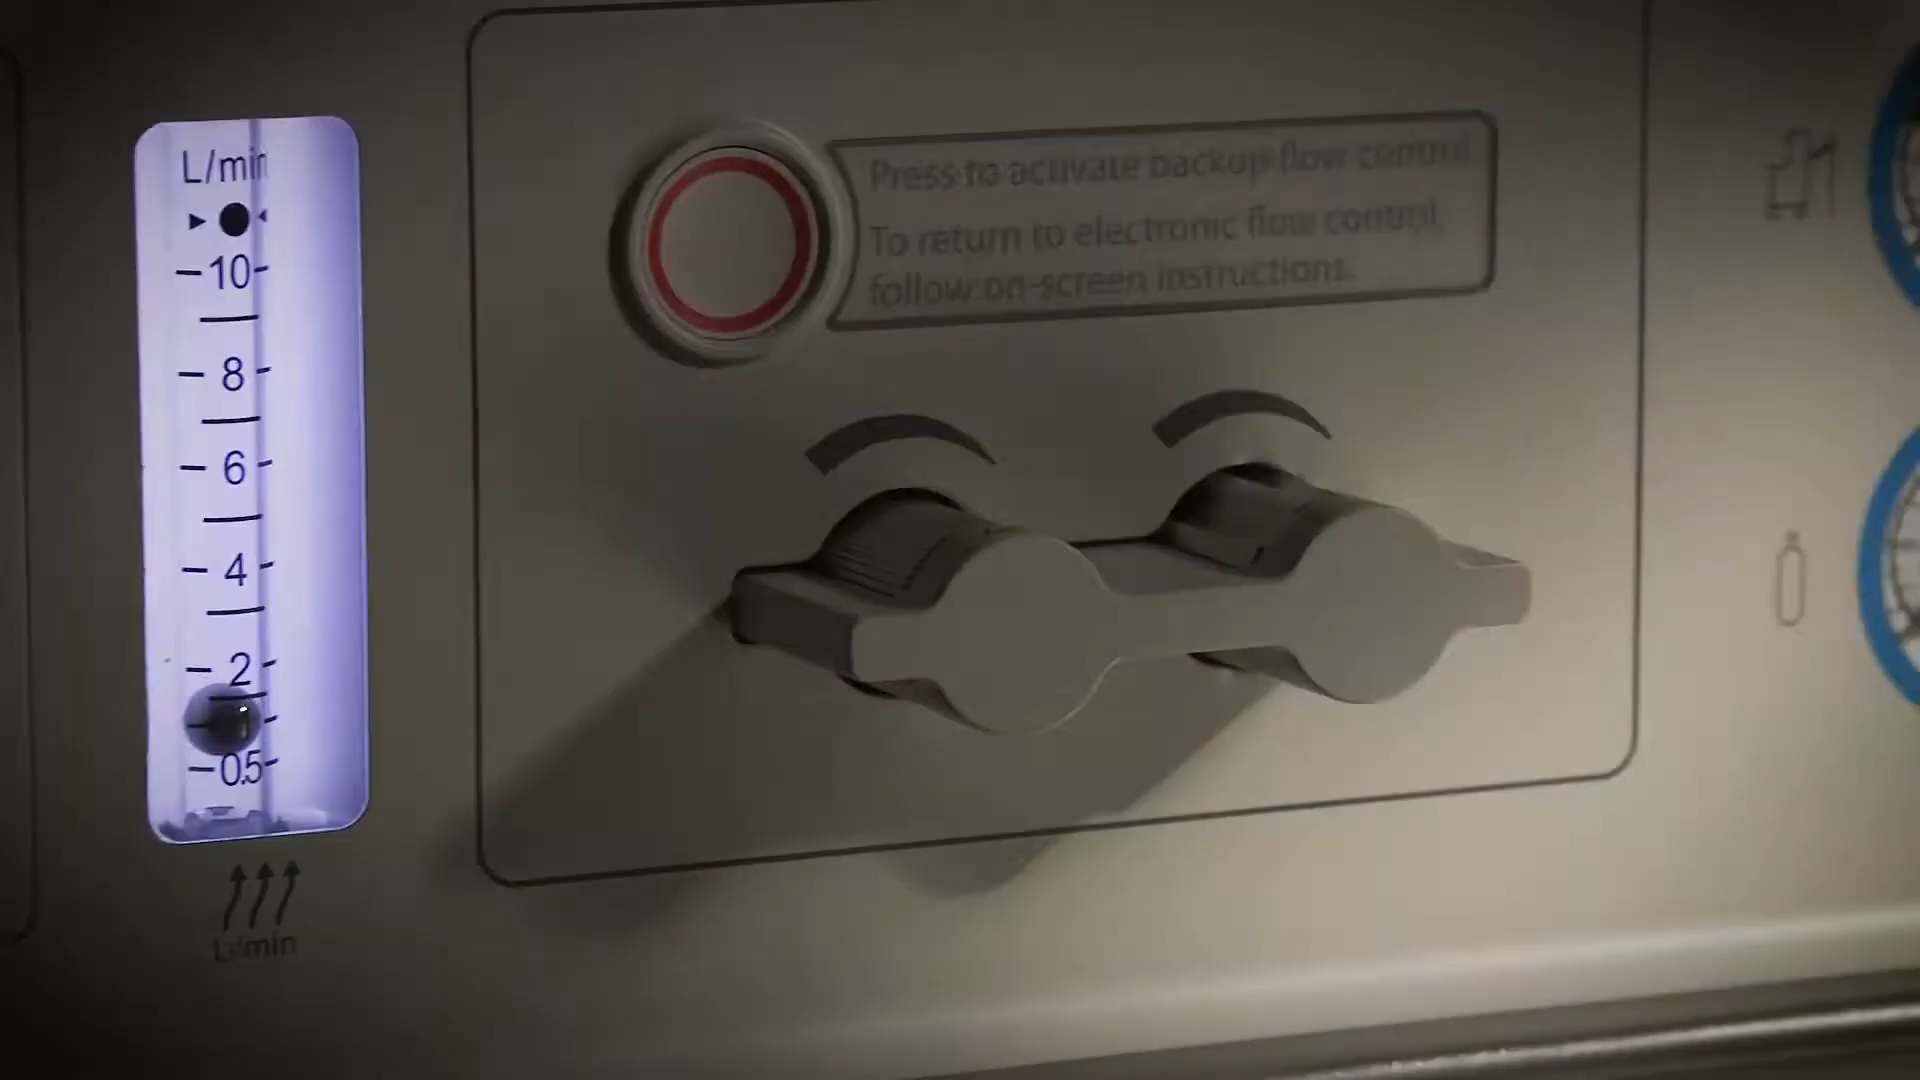 L/min
10
8
6
4
2
0.5
L/min
Press to activate backup flow control.
To return to electronic flow control,
follow on-screen instructions.